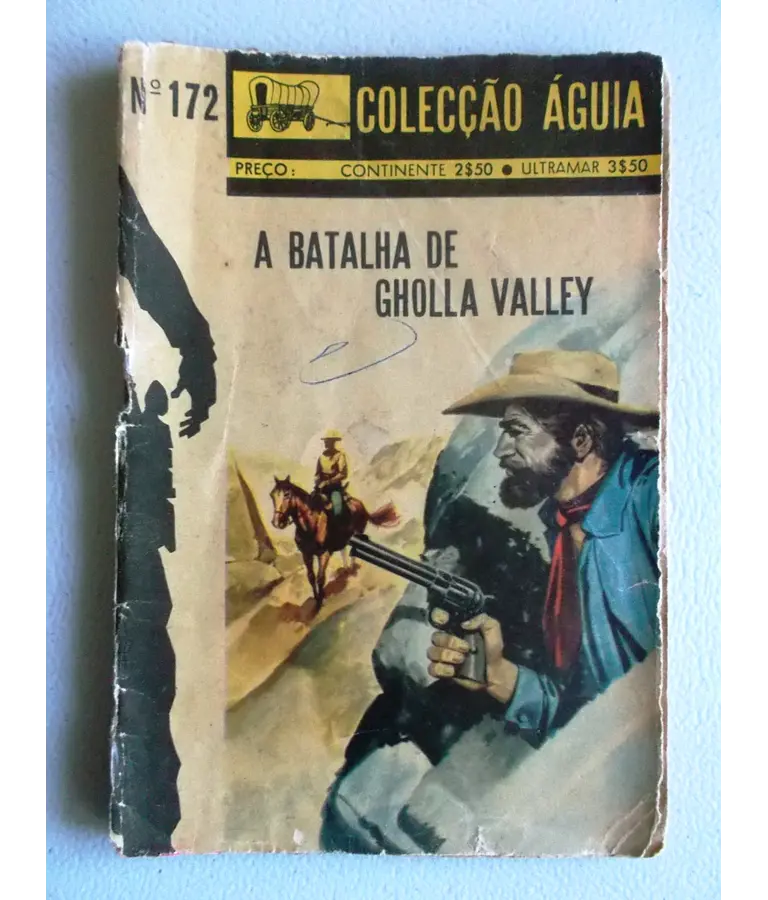 Nº 172
COLECÇÃO ÁGUIA
PREÇO: CONTINENTE 2$50 ● ULTRAMAR 3$50
A BATALHA DE
GHOLLA VALLEY